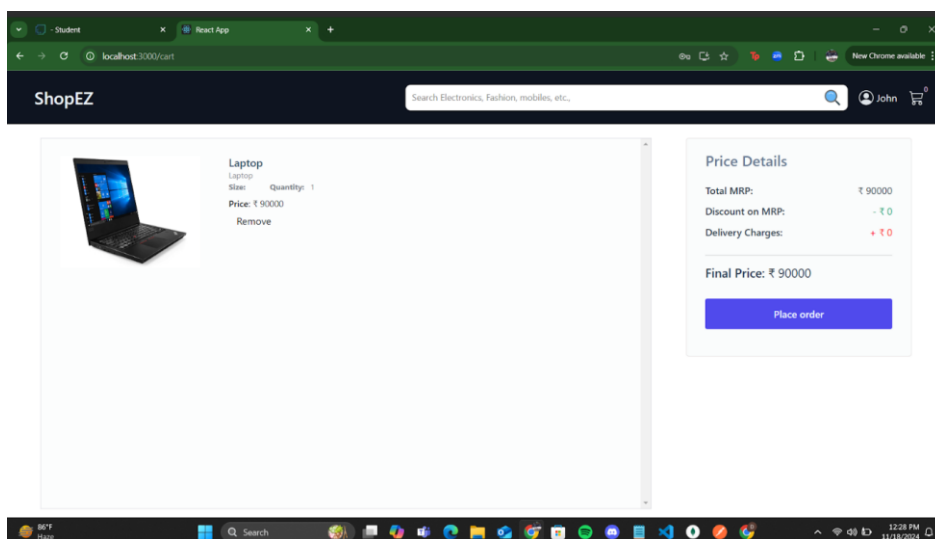 - Student
React App
localhost:3000/cart
New Chrome available
ShopEZ
Search Electronics, Fashion, mobiles, etc.,
John
0
Laptop
Laptop
Size: Quantity: 1
Price: ₹ 90000
Remove
Price Details
Total MRP: ₹ 90000
Discount on MRP: - ₹ 0
Delivery Charges: + ₹ 0
Final Price: ₹ 90000
Place order
86°F
Haze
Search
12:28 PM
11/18/2024